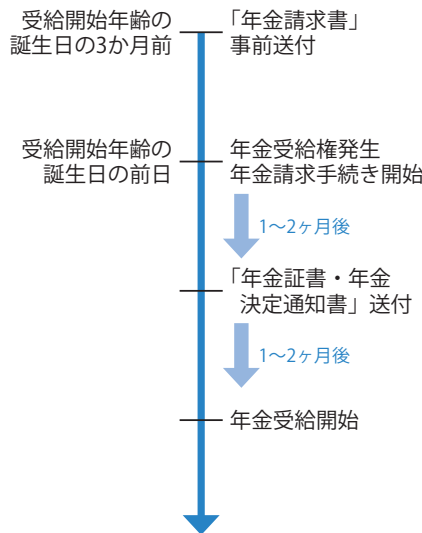 受給開始年齢の
誕生日の3か月前
「年金請求書」
事前送付
受給開始年齢の
誕生日の前日
年金受給権発生
年金請求手続き開始
1〜2ヶ月後
「年金証書・年金
決定通知書」送付
1〜2ヶ月後
年金受給開始